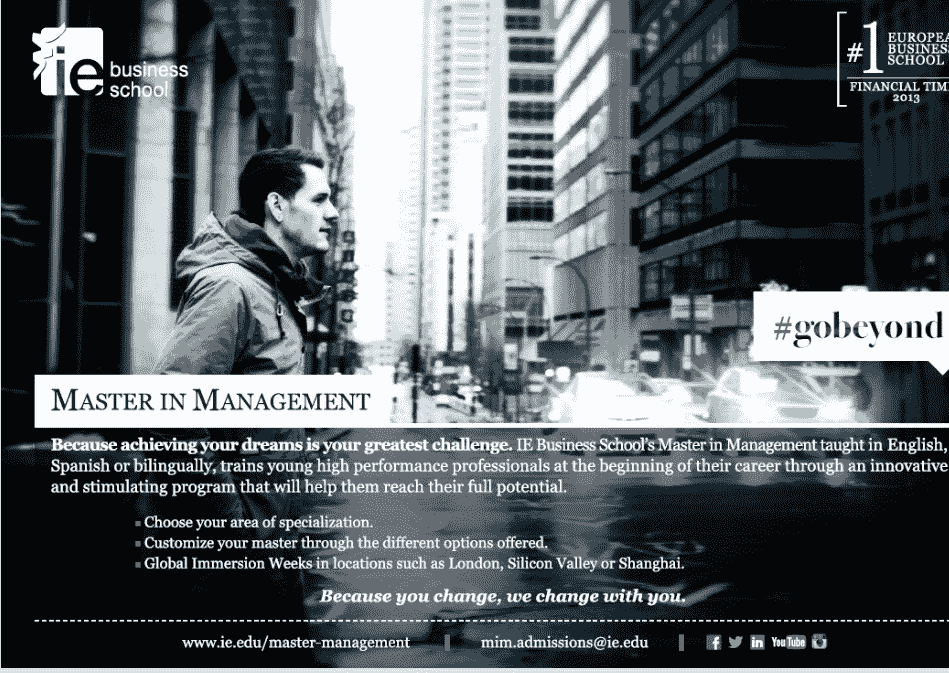 ie business
school
#1 EUROPEA
BUSINES
SCHOOL
FINANCIAL TIM
2013
#gobeyond
MASTER IN MANAGEMENT
Because achieving your dreams is your greatest challenge. IE Business School's Master in Management taught in English,
Spanish or bilingually, trains young high performance professionals at the beginning of their career through an innovative
and stimulating program that will help them reach their full potential.
Choose your area of specialization.
Customize your master through the different options offered.
Global Immersion Weeks in locations such as London, Silicon Valley or Shanghai.
Because you change, we change with you.
www.ie.edu/master-management
mim.admissions@ie.edu
f in YouTube